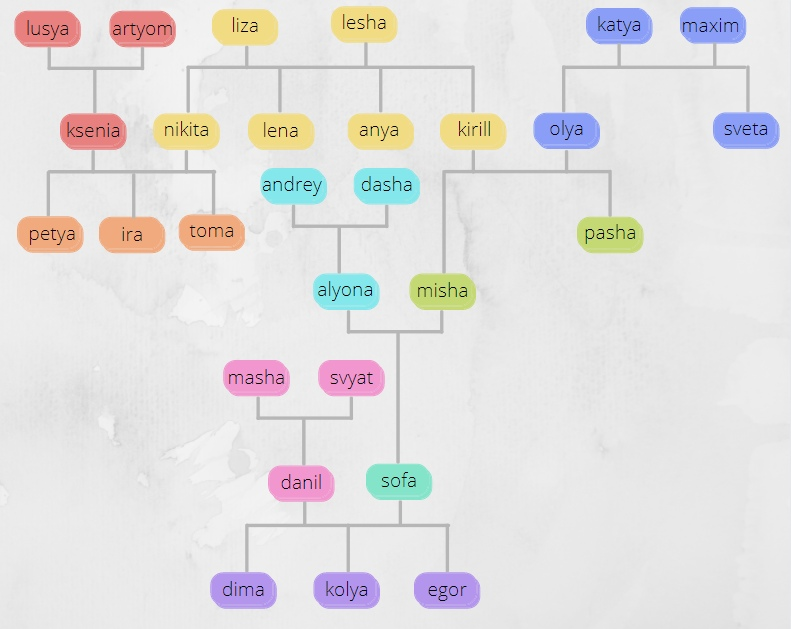 lusya
artyom
liza
lesha
katya
maxim
ksenia
nikita
lena
anya
kirill
olya
sveta
andrey
dasha
petya
ira
toma
pasha
alyona
misha
masha
svyat
danil
sofa
dima
kolya
egor